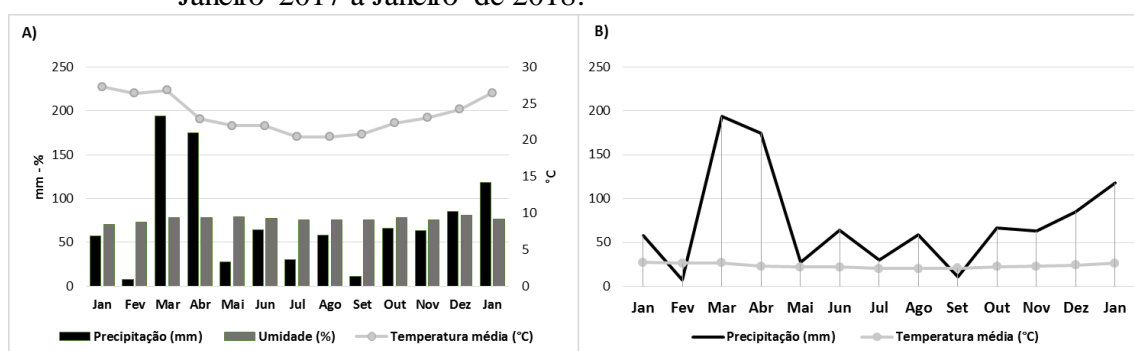 Janeiro 2017 a Janeiro de 2018.
A)
mm - %
250
200
150
100
50
0
30
25
20
15
10
5
0
°C
Jan Fev Mar Abr Mai Jun Jul Ago Set Out Nov Dez Jan
Precipitação (mm) Umidade (%) Temperatura média (°C)
B)
250
200
150
100
50
0
Jan Fev Mar Abr Mai Jun Jul Ago Set Out Nov Dez Jan
Precipitação (mm) Temperatura média (°C)